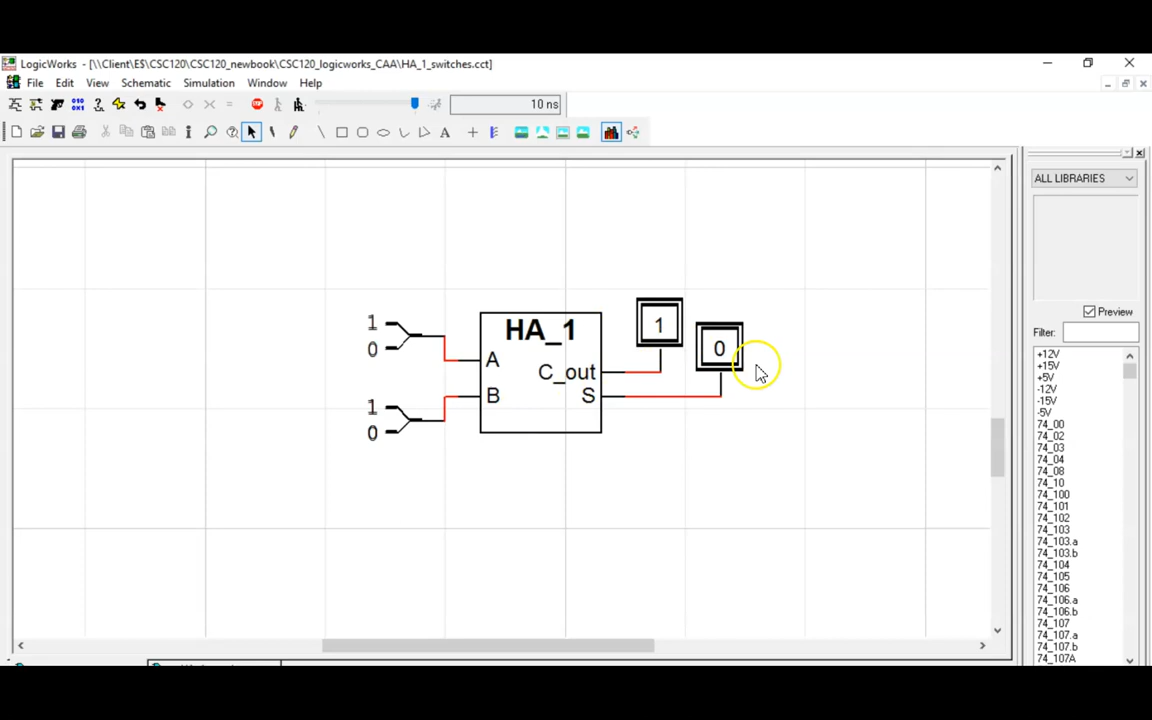 LogicWorks - [\\Client\E$\CSC120\CSC120_newbook\CSC120_logicworks_CAA\HA_1_switches.cct]
File Edit View Schematic Simulation Window Help
10 ns
ALL LIBRARIES
Preview
Filter:
1
0
1
0
HA_1
A
B
C_out
S
1
0
+12V
+15V
+5V
-12V
-15V
-5V
74_00
74_02
74_03
74_04
74_08
74_10
74_100
74_101
74_102
74_103
74_103.a
74_103.b
74_104
74_105
74_106
74_106.a
74_106.b
74_107
74_107.a
74_107.b
74_107A